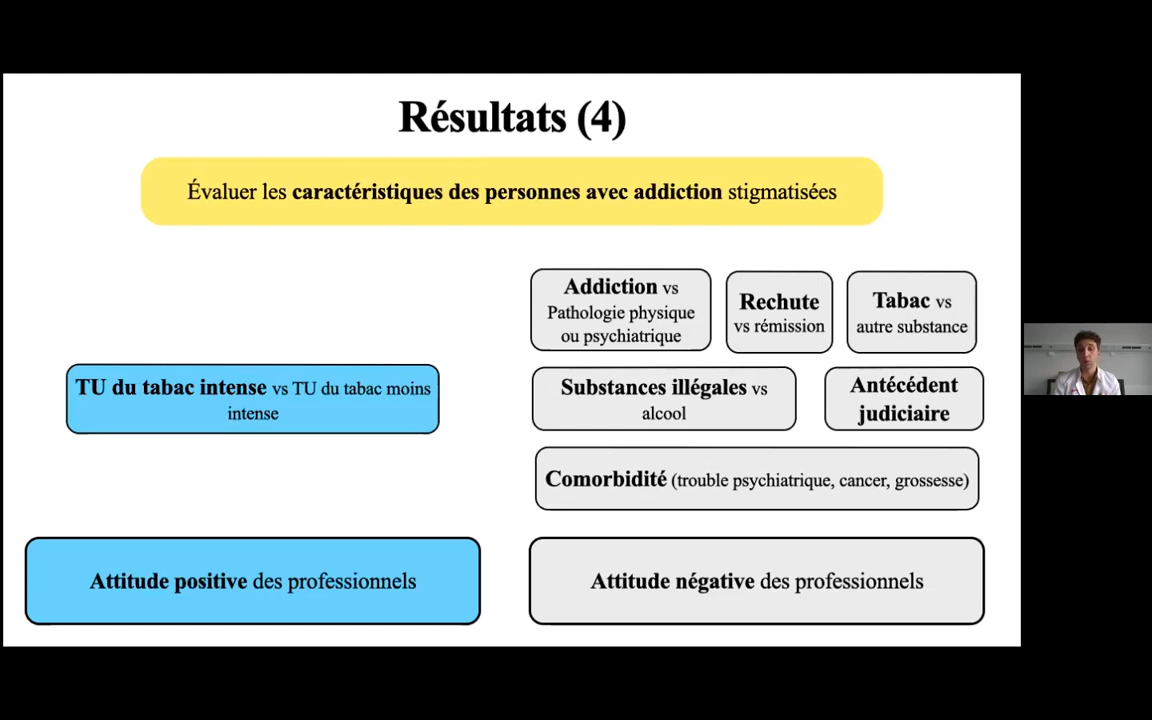 Résultats (4)
Évaluer les caractéristiques des personnes avec addiction stigmatisées
Addiction vs
Pathologie physique
ou psychiatrique
Rechute
vs rémission
Tabac vs
autre substance
TU du tabac intense vs TU du tabac moins
intense
Substances illégales vs
alcool
Antécédent
judiciaire
Comorbidité (trouble psychiatrique, cancer, grossesse)
Attitude positive des professionnels
Attitude négative des professionnels